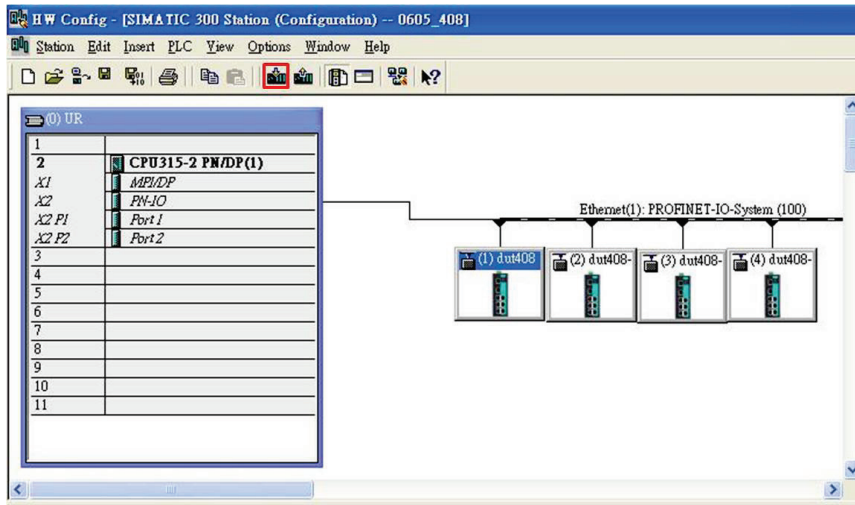 HW Config - [SIMATIC 300 Station (Configuration) -- 0605_408]
Station Edit Insert PLC View Options Window Help
(0) UR
1
2 CPU315-2 PN/DP(1)
X1 MPI/DP
X2 PN-IO
X2 P1 Port 1
X2 P2 Port 2
3
4
5
6
7
8
9
10
11
Ethernet(1): PROFINET-IO-System (100)
(1) dut408 (2) dut408- (3) dut408- (4) dut408-